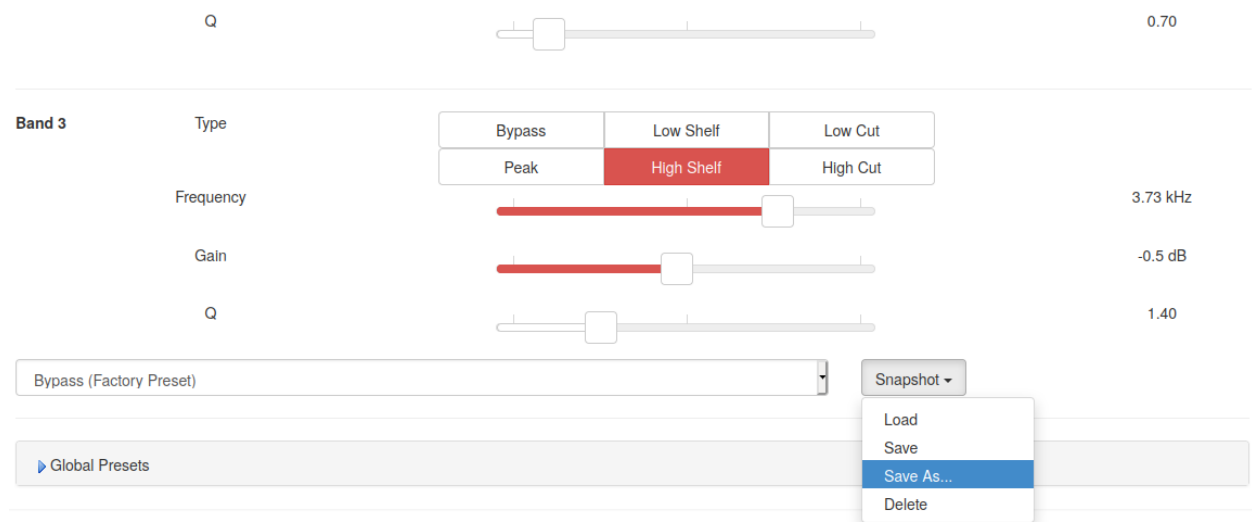 Q 0.70
Band 3 Type Bypass Low Shelf Low Cut
Peak High Shelf High Cut
Frequency 3.73 kHz
Gain -0.5 dB
Q 1.40
Bypass (Factory Preset) Snapshot
Load
Save
Save As...
Delete
Global Presets